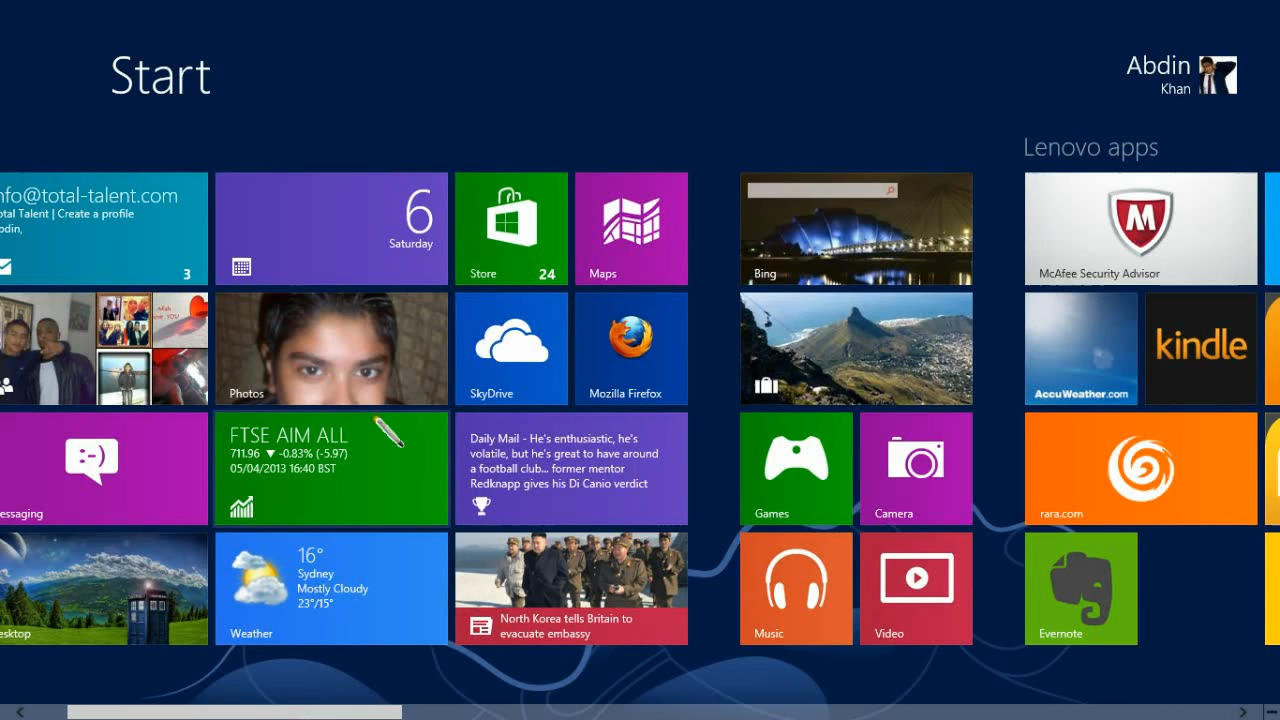 Start
Abdin
Khan
Lenovo apps
nfo@total-talent.com
otal Talent | Create a profile
bdin,
3
6
Saturday
Store
24
Maps
Bing
McAfee Security Advisor
Photos
SkyDrive
Mozilla Firefox
AccuWeather.com
kindle
essaging
FTSE AIM ALL
711.96 ▼ -0.83% (-5.97)
05/04/2013 16:40 BST
Daily Mail - He's enthusiastic, he's
volatile, but he's great to have around
a football club... former mentor
Redknapp gives his Di Canio verdict
Games
Camera
rara.com
esktop
16°
Sydney
Mostly Cloudy
23°/15°
Weather
North Korea tells Britain to
evacuate embassy
Music
Video
Evernote